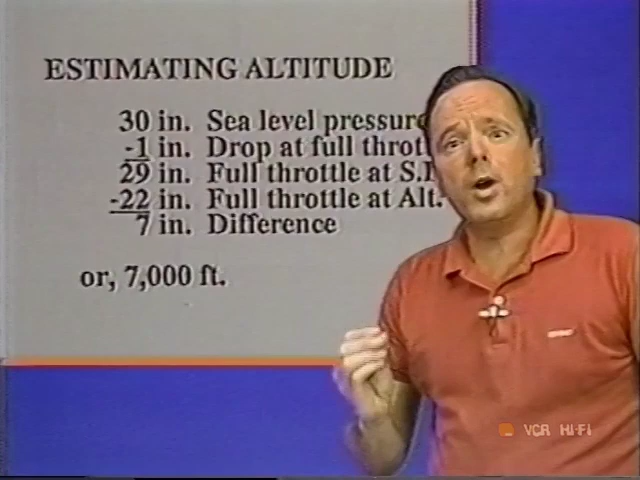 ESTIMATING ALTITUDE
30 in. Sea level pressure
-1 in. Drop at full throt
29 in. Full throttle at S.
-22 in. Full throttle at Alt.
7 in. Difference
or, 7,000 ft.
VCR HI-FI